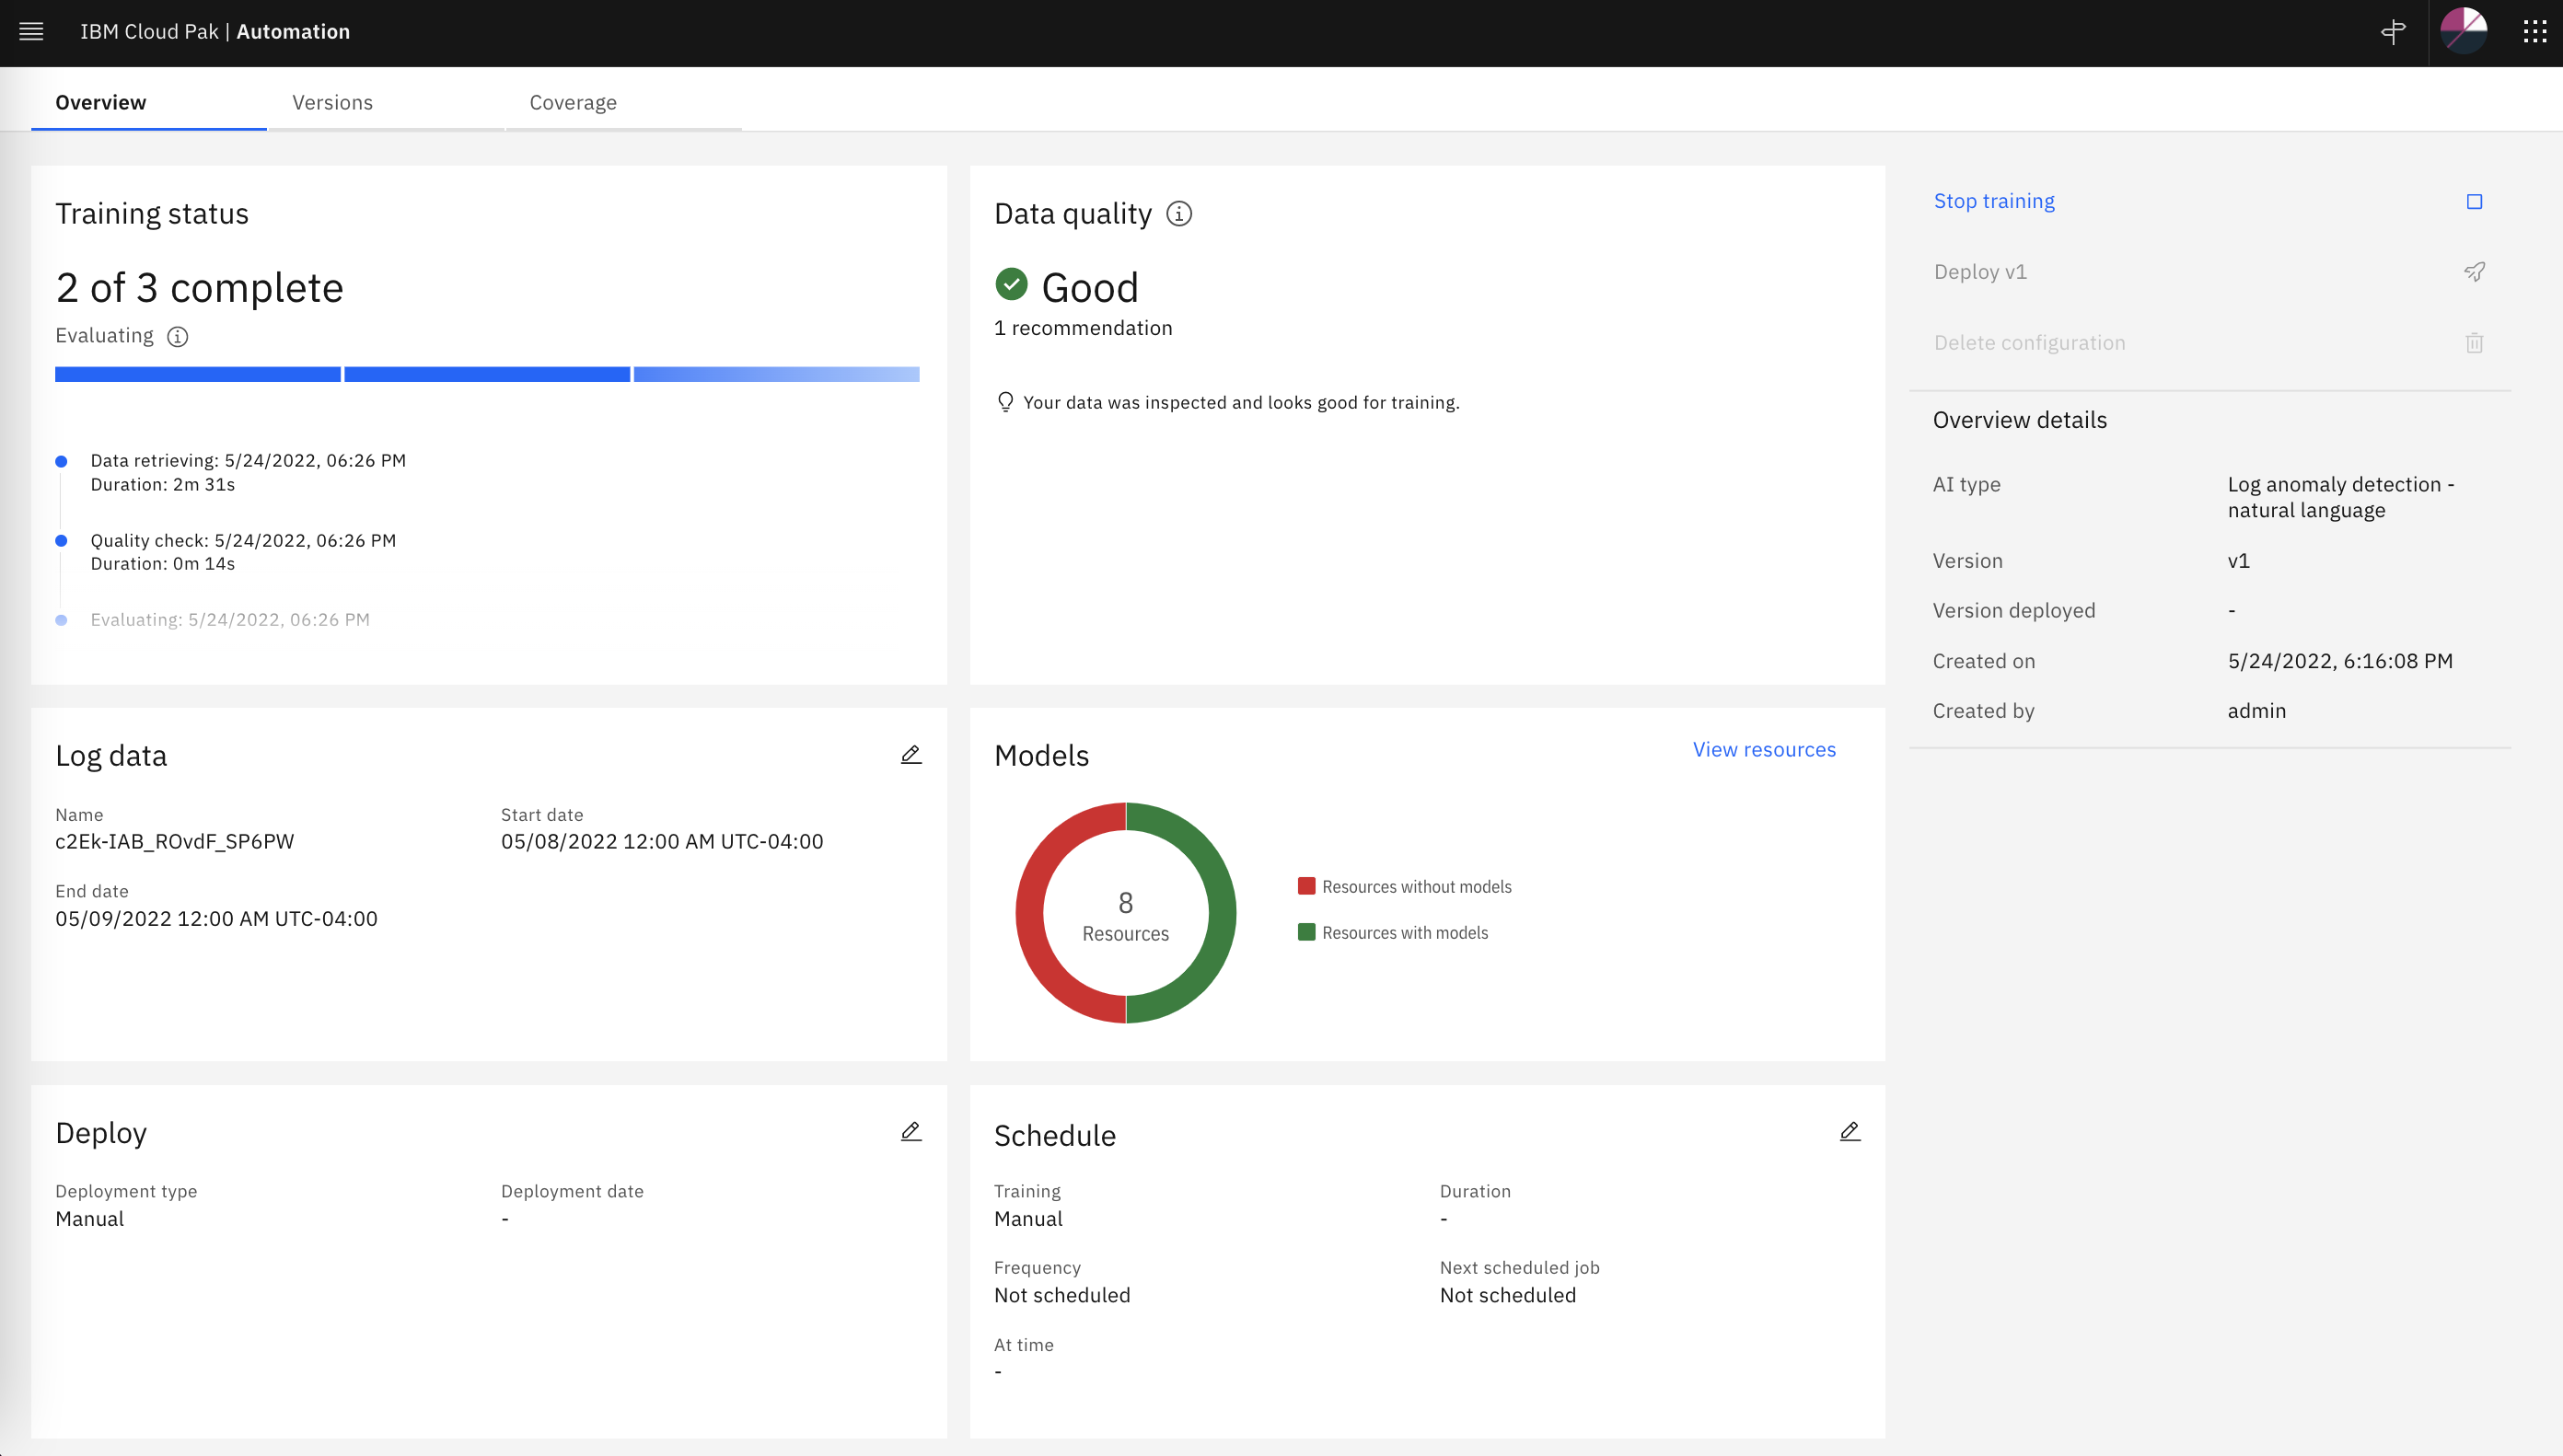 IBM Cloud Pak | Automation
Overview
Versions
Coverage
Training status
2 of 3 complete
Evaluating
Data retrieving: 5/24/2022, 06:26 PM
Duration: 2m 31s
Quality check: 5/24/2022, 06:26 PM
Duration: 0m 14s
Evaluating: 5/24/2022, 06:26 PM
Data quality
Good
1 recommendation
Your data was inspected and looks good for training.
Stop training
Deploy v1
Delete configuration
Overview details
AI type
Log anomaly detection -
natural language
Version
v1
Version deployed
-
Created on
5/24/2022, 6:16:08 PM
Created by
admin
Log data
Name
c2Ek-IAB_ROvdF_SP6PW
Start date
05/08/2022 12:00 AM UTC-04:00
End date
05/09/2022 12:00 AM UTC-04:00
Models
View resources
8
Resources
Resources without models
Resources with models
Deploy
Deployment type
Manual
Deployment date
-
Schedule
Training
Manual
Duration
-
Frequency
Not scheduled
Next scheduled job
Not scheduled
At time
-